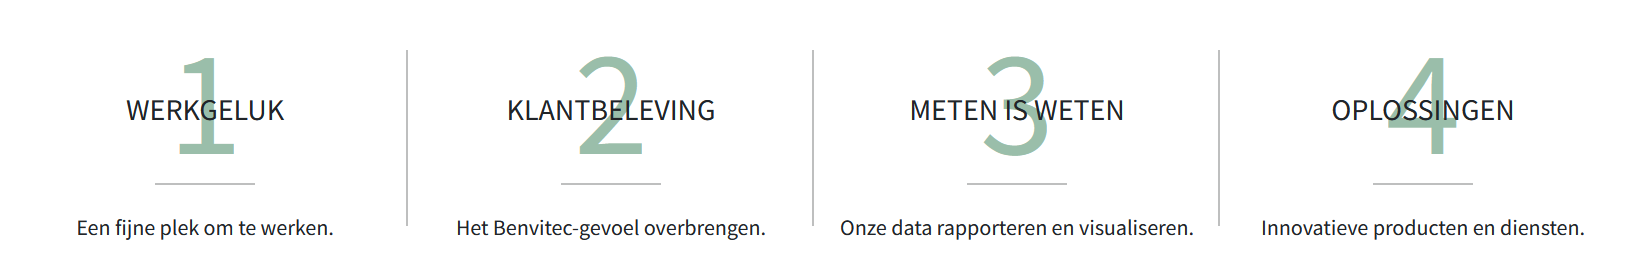 1
WERKGELUK
Een fijne plek om te werken.
2
KLANTBELEVING
Het Benvitec-gevoel overbrengen.
3
METEN IS WETEN
Onze data rapporteren en visualiseren.
4
OPLOSSINGEN
Innovatieve producten en diensten.